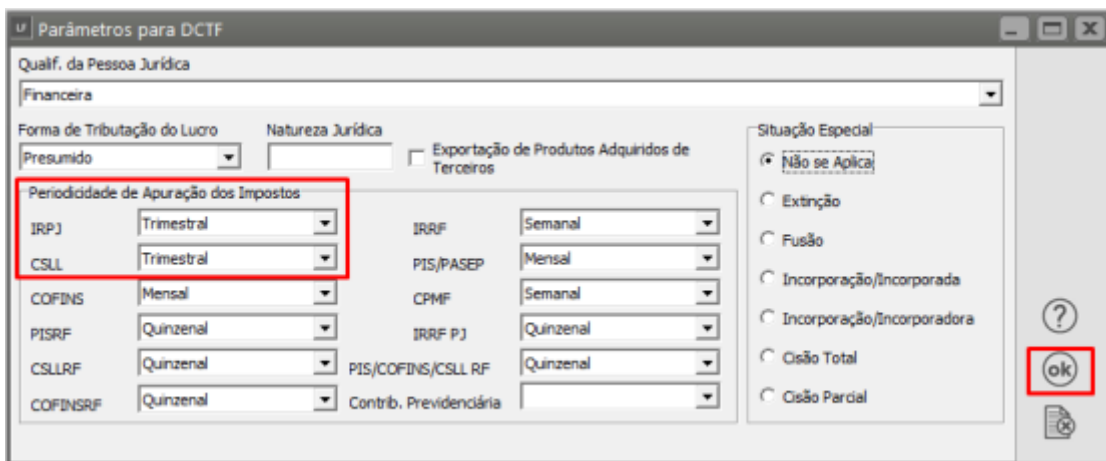 LF Parâmetros para DCTF
Qualif. da Pessoa Jurídica
Financeira
Forma de Tributação do Lucro
Natureza Jurídica
Presumido
Exportação de Produtos Adquiridos de
Terceiros
Periodicidade de Apuração dos Impostos
IRPJ Trimestral
CSLL Trimestral
COFINS Mensal
PISRF Quinzenal
CSLLRF Quinzenal
COFINSRF Quinzenal
IRRF Semanal
PIS/PASEP Mensal
CPMF Semanal
IRRF PJ Quinzenal
PIS/COFINS/CSLL RF Quinzenal
Contrib. Previdenciária
Situação Especial
Não se Aplica
Extinção
Fusão
Incorporação/Incorporada
Incorporação/Incorporadora
Cisão Total
Cisão Parcial
?
ok